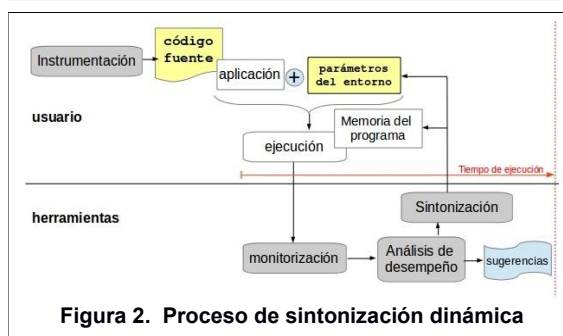 Instrumentación
código
fuente
aplicación
+
parámetros
del entorno
usuario
Memoria del
programa
ejecución
Tiempo de ejecución
herramientas
Sintonización
monitorización
Análisis de
desempeño
sugerencias
Figura 2. Proceso de sintonización dinámica